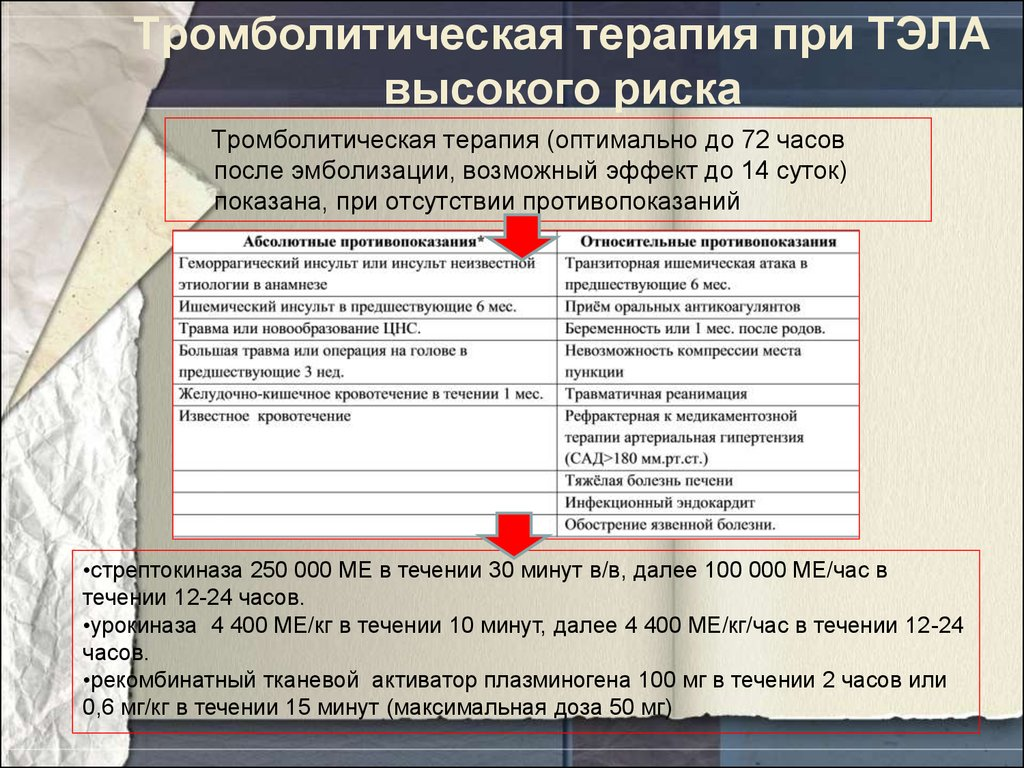 Тромболитическая терапия при ТЭЛА
высокого риска
Тромболитическая терапия (оптимально до 72 часов
после эмболизации, возможный эффект до 14 суток)
показана, при отсутствии противопоказаний
Абсолютные противопоказания*
Геморрагический инсульт или инсульт неизвестной
этиологии в анамнезе
Ишемический инсульт в предшествующие 6 мес.
Травма или новообразование ЦНС.
Большая травма или операция на голове в
предшествующие 3 нед.
Желудочно-кишечное кровотечение в течении 1 мес.
Известное кровотечение
Относительные противопоказания
Транзиторная ишемическая атака в
предшествующие 6 мес.
Приём оральных антикоагулянтов
Беременность или 1 мес. после родов.
Невозможность компрессии места
пункции
Травматичная реанимация
Рефрактерная к медикаментозной
терапии артериальная гипертензия
(САД>180 мм.рт.ст.)
Тяжёлая болезнь печени
Инфекционный эндокардит
Обострение язвенной болезни.
•стрептокиназа 250 000 МЕ в течении 30 минут в/в, далее 100 000 МЕ/час в
течении 12-24 часов.
•урокиназа 4 400 МЕ/кг в течении 10 минут, далее 4 400 МЕ/кг/час в течении 12-24
часов.
•рекомбинатный тканевой активатор плазминогена 100 мг в течении 2 часов или
0,6 мг/кг в течении 15 минут (максимальная доза 50 мг)